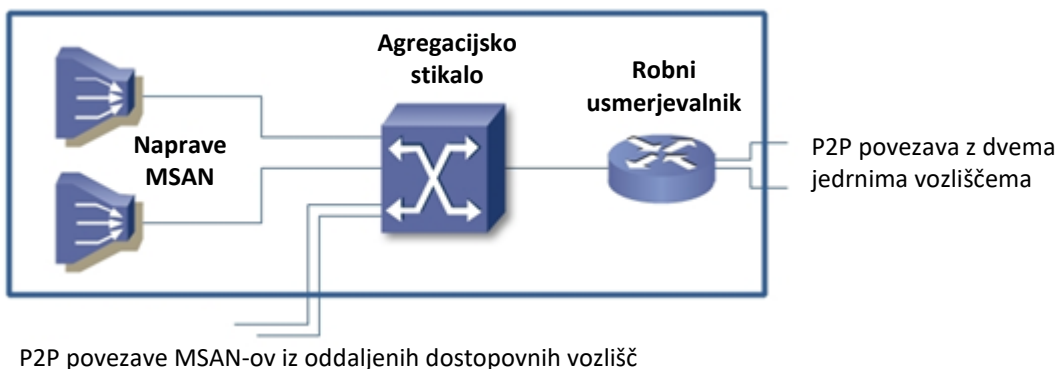 Agregacijsko
stikalo
Robni
usmerjevalnik
Naprave
MSAN
P2P povezava z dvema
jedrnima vozliščema
P2P povezave MSAN-ov iz oddaljenih dostopovnih vozlišč